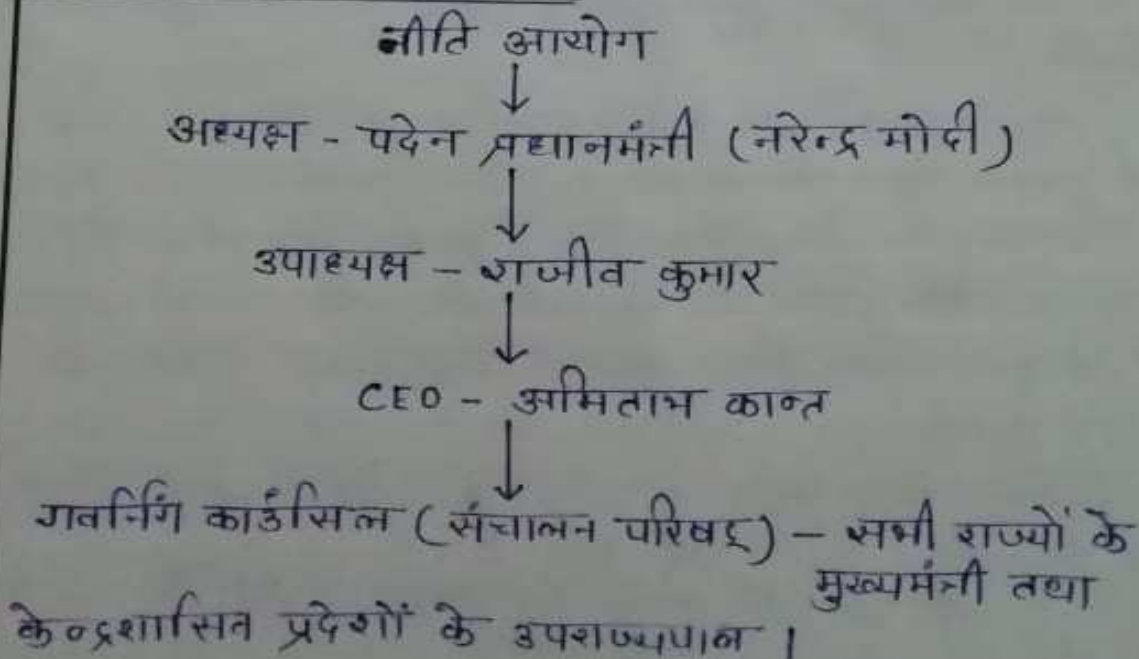 नीति आयोग
अध्यक्ष - पदेन प्रधानमंत्री (नरेन्द्र मोदी)
उपाध्यक्ष - राजीव कुमार
CEO - अमिताभ कान्त
गवर्निंग काउंसिल (संचालन परिषद्) - सभी राज्यों के
मुख्यमंत्री तथा
केन्द्रशासित प्रदेशों के उपराज्यपाल ।